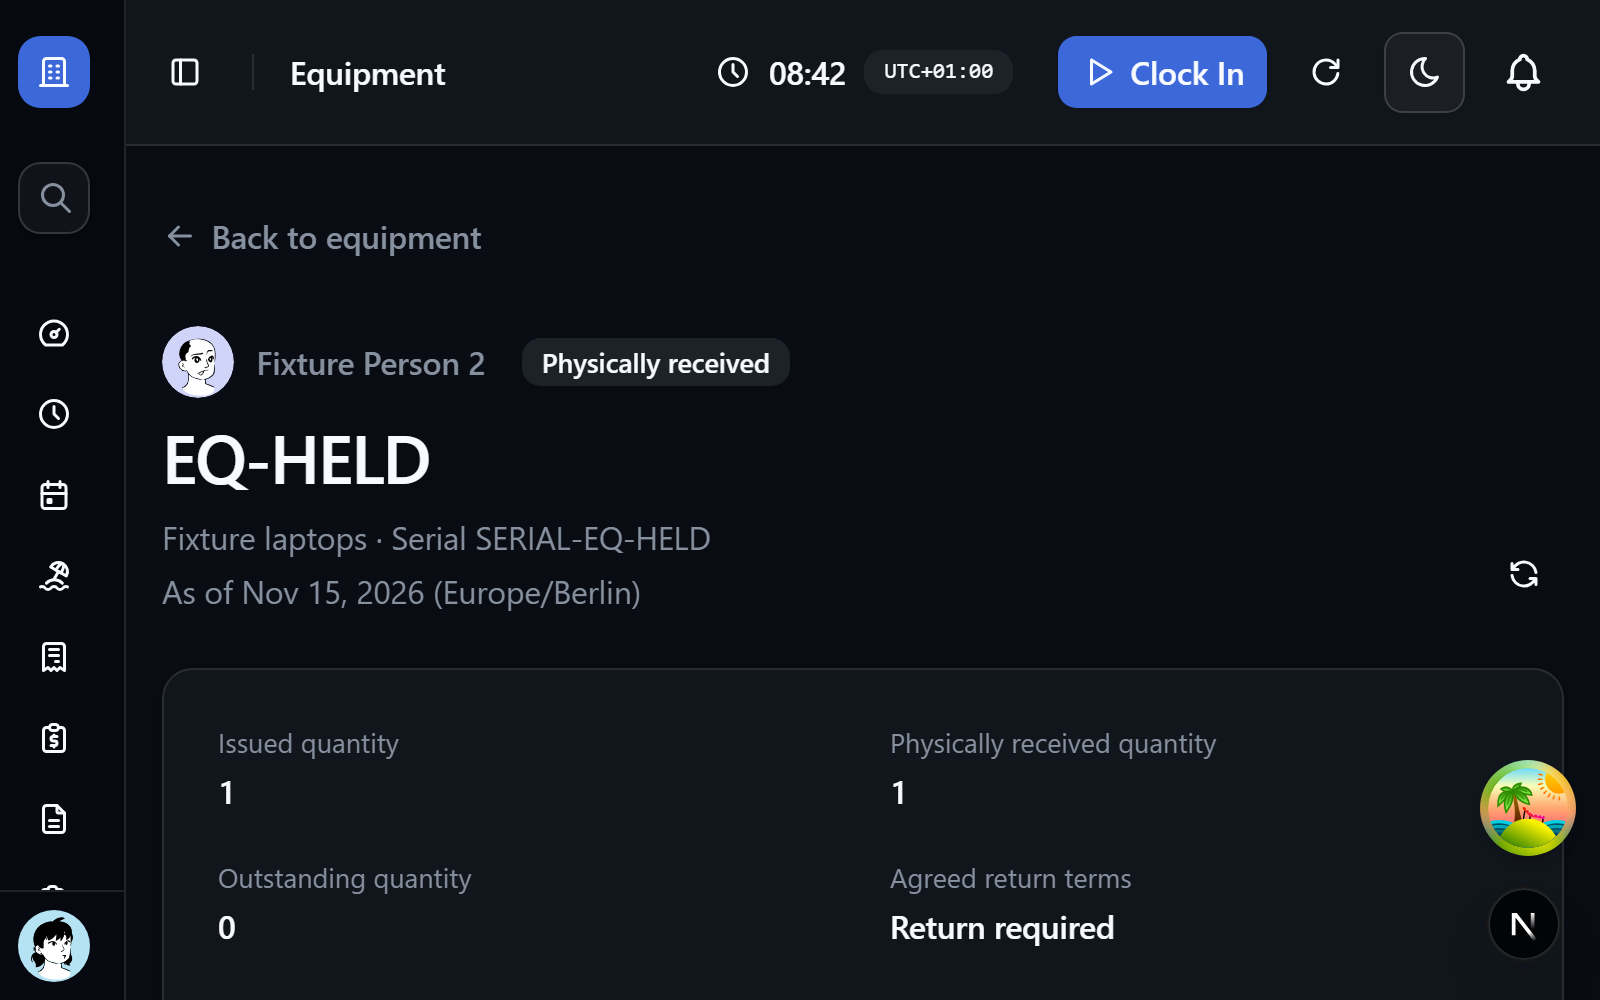 Equipment
08:42
UTC+01:00
Clock In
Back to equipment
Fixture Person 2
Physically received
EQ-HELD
Fixture laptops · Serial SERIAL-EQ-HELD
As of Nov 15, 2026 (Europe/Berlin)
Issued quantity
1
Physically received quantity
1
Outstanding quantity
0
Agreed return terms
Return required
N